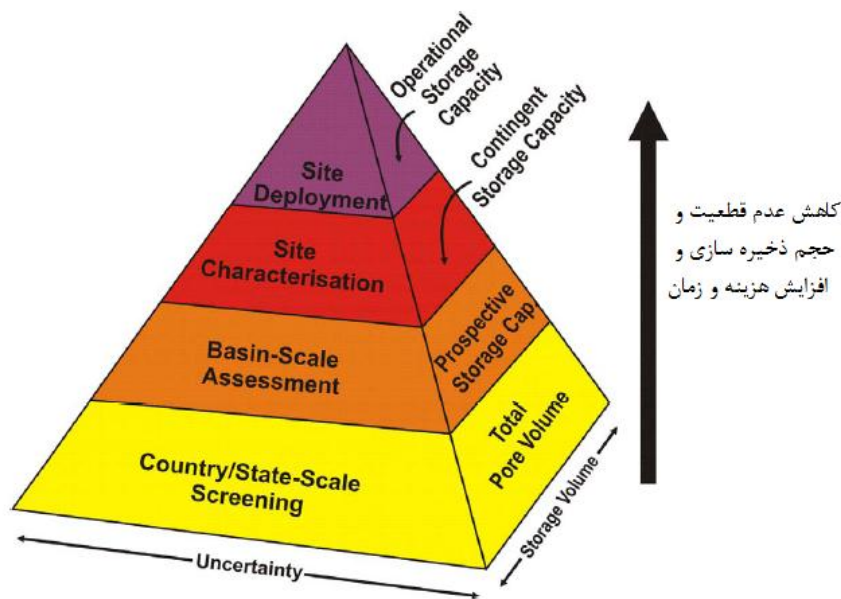 Operational
Storage
Capacity
Contingent
Storage Capacity
Site
Deployment
Site
Characterisation
Basin-Scale
Assessment
Prospective
Storage Cap.
Country/State-Scale
Screening
Total
Pore Volume
Uncertainty
Storage Volume
کاهش عدم قطعیت و
حجم ذخیره سازی و
افزایش هزینه و زمان